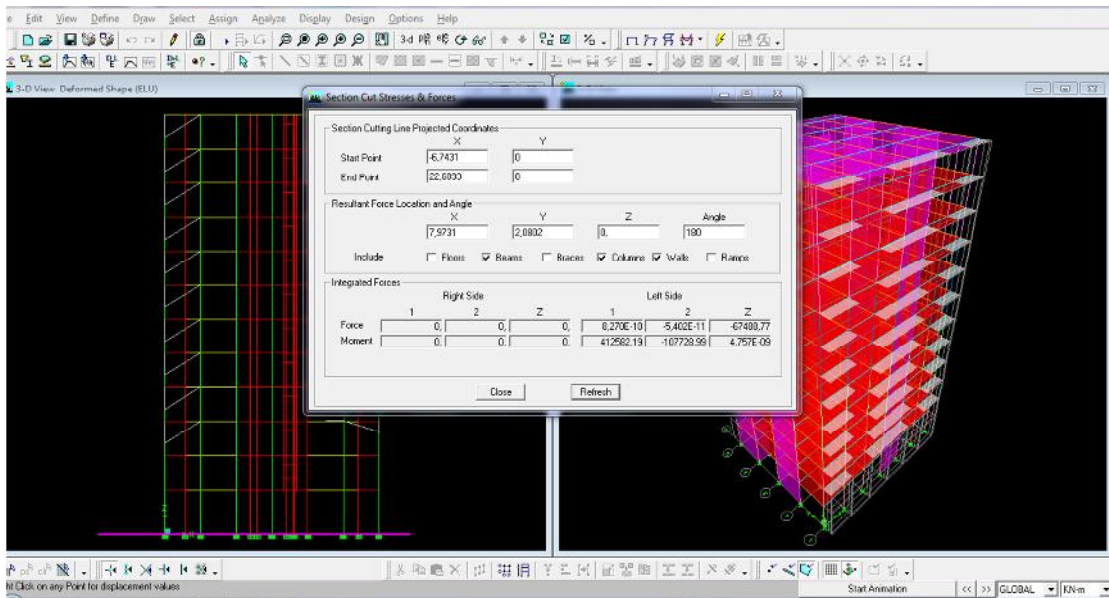 Edit View Define Draw Select Assign Analyze Display Design Options Help
3-d
3-D View Deformed Shape (ELU)
Section Cut Stresses & Forces
Section Cutting Line Projected Coordinates
X Y
Start Point -6,7431 0
End Point 0
Resultant Force Location and Angle
X Y Z Angle
7,9731 2,0802 0, 180
Include Floors Beams Braces Columns Walls Ramps
Integrated Forces
Right Side Left Side
1 2 Z 1 2 Z
Force 0, 0, 0, 8,270E-10 -5,402E-11 -67488,77
Moment 0, 0, 0, 412582,19 -107728,99 4,757E-09
Close Refresh
Click on any Point for displacement values
Start Animation << >> GLOBAL KN-m